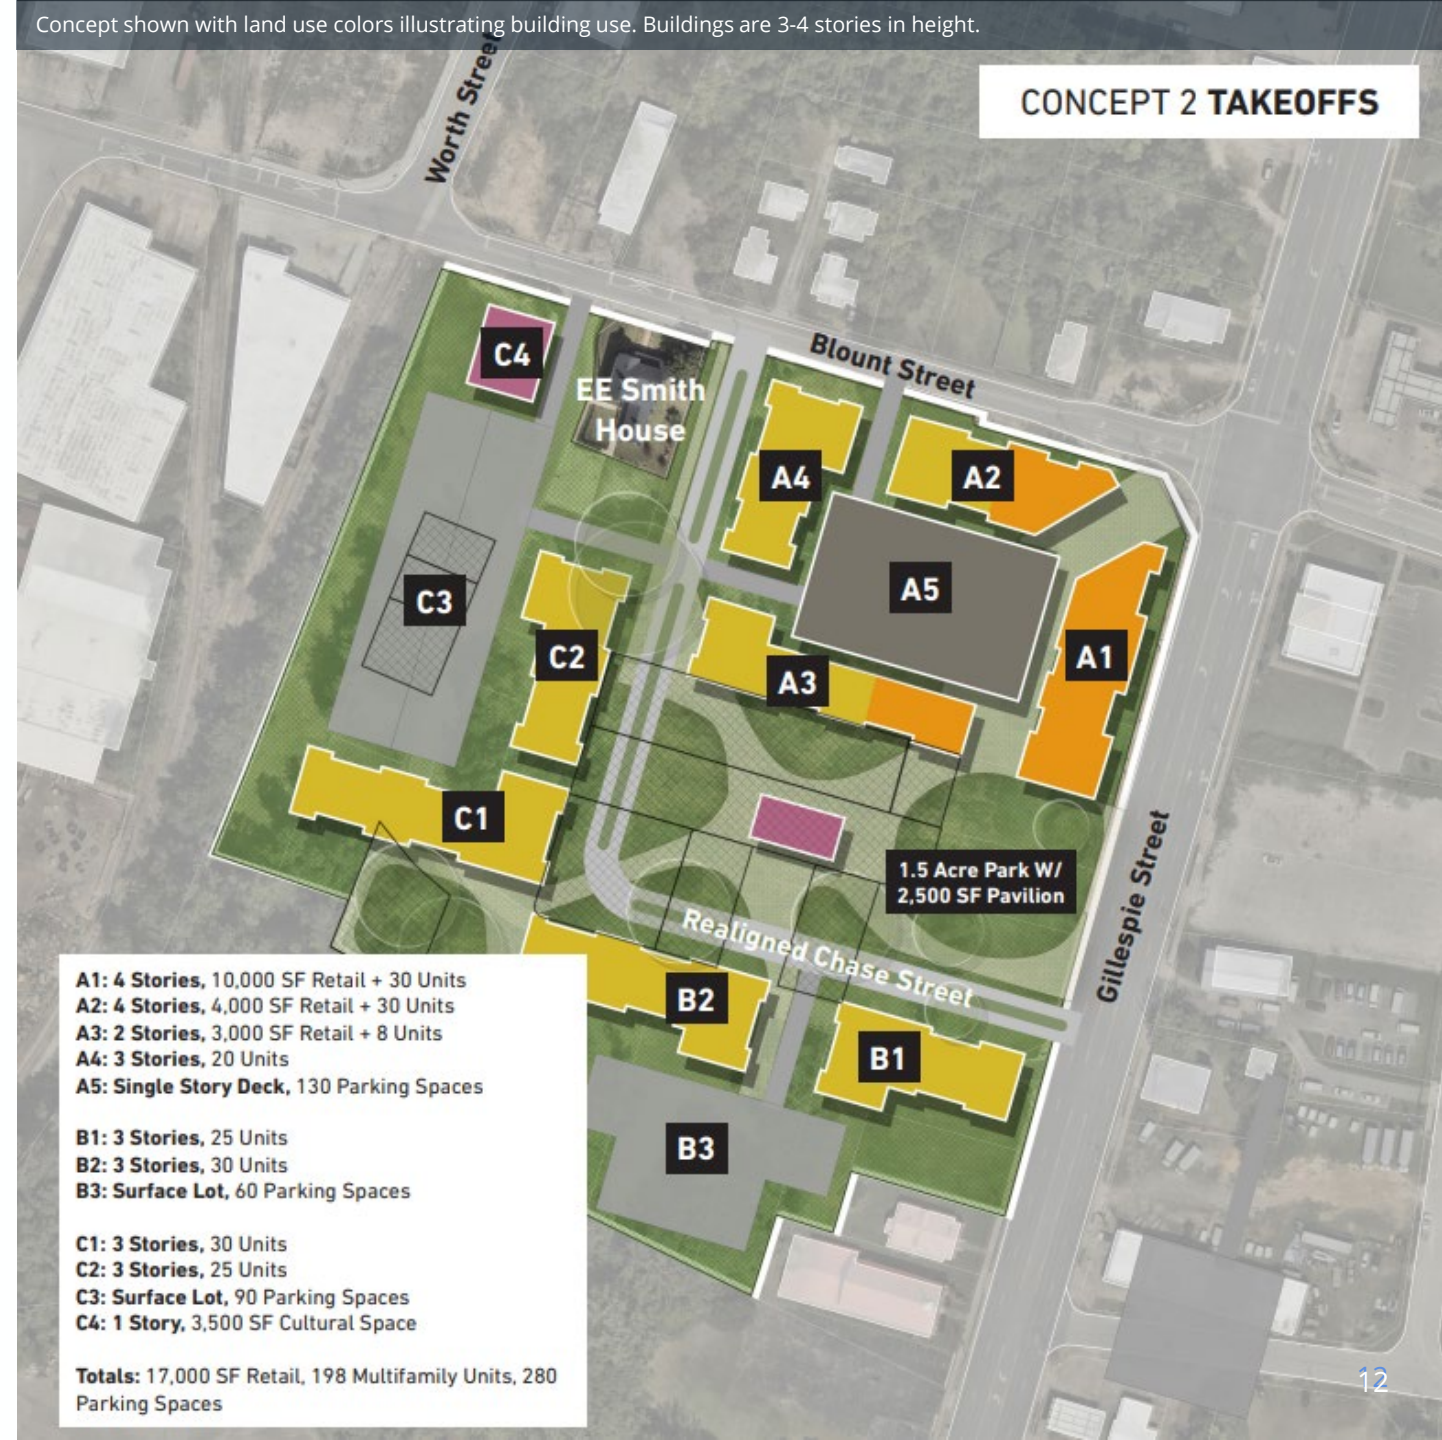 Concept shown with land use colors illustrating building use. Buildings are 3-4 stories in height.
CONCEPT 2 TAKEOFFS
Worth Street
Blount Street
C4
EE Smith
House
A4
A2
A5
C3
C2
A3
A1
C1
1.5 Acre Park W/
2,500 SF Pavilion
Gillespie Street
Realigned Chase Street
B2
B1
B3
A1: 4 Stories, 10,000 SF Retail + 30 Units
A2: 4 Stories, 4,000 SF Retail + 30 Units
A3: 2 Stories, 3,000 SF Retail + 8 Units
A4: 3 Stories, 20 Units
A5: Single Story Deck, 130 Parking Spaces
B1: 3 Stories, 25 Units
B2: 3 Stories, 30 Units
B3: Surface Lot, 60 Parking Spaces
C1: 3 Stories, 30 Units
C2: 3 Stories, 25 Units
C3: Surface Lot, 90 Parking Spaces
C4: 1 Story, 3,500 SF Cultural Space
Totals: 17,000 SF Retail, 198 Multifamily Units, 280
Parking Spaces
12